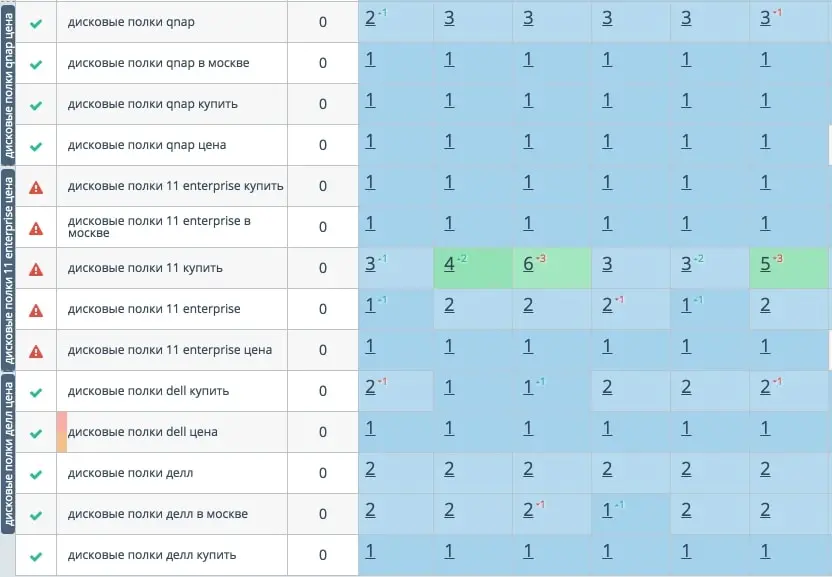 дисковые полки qnap цена
дисковые полки qnap 0 2 -1 3 3 3 3 3 +1
дисковые полки qnap в москве 0 1 1 1 1 1 1
дисковые полки qnap купить 0 1 1 1 1 1 1
дисковые полки qnap цена 0 1 1 1 1 1 1
дисковые полки 11 enterprise цена
дисковые полки 11 enterprise купить 0 1 1 1 1 1 1
дисковые полки 11 enterprise в
москве 0 1 1 1 1 1 1
дисковые полки 11 купить 0 3 -1 4 -2 6 +3 3 3 -2 5 +3
дисковые полки 11 enterprise 0 1 -1 2 2 2 +1 1 -1 2
дисковые полки 11 enterprise цена 0 1 1 1 1 1 1
дисковые полки делл цена
дисковые полки dell купить 0 2 +1 1 1 -1 2 2 2 +1
дисковые полки dell цена 0 1 1 1 1 1 1
дисковые полки делл 0 2 2 2 2 2 2
дисковые полки делл в москве 0 2 2 2 +1 1 -1 2 2
дисковые полки делл купить 0 1 1 1 1 1 1